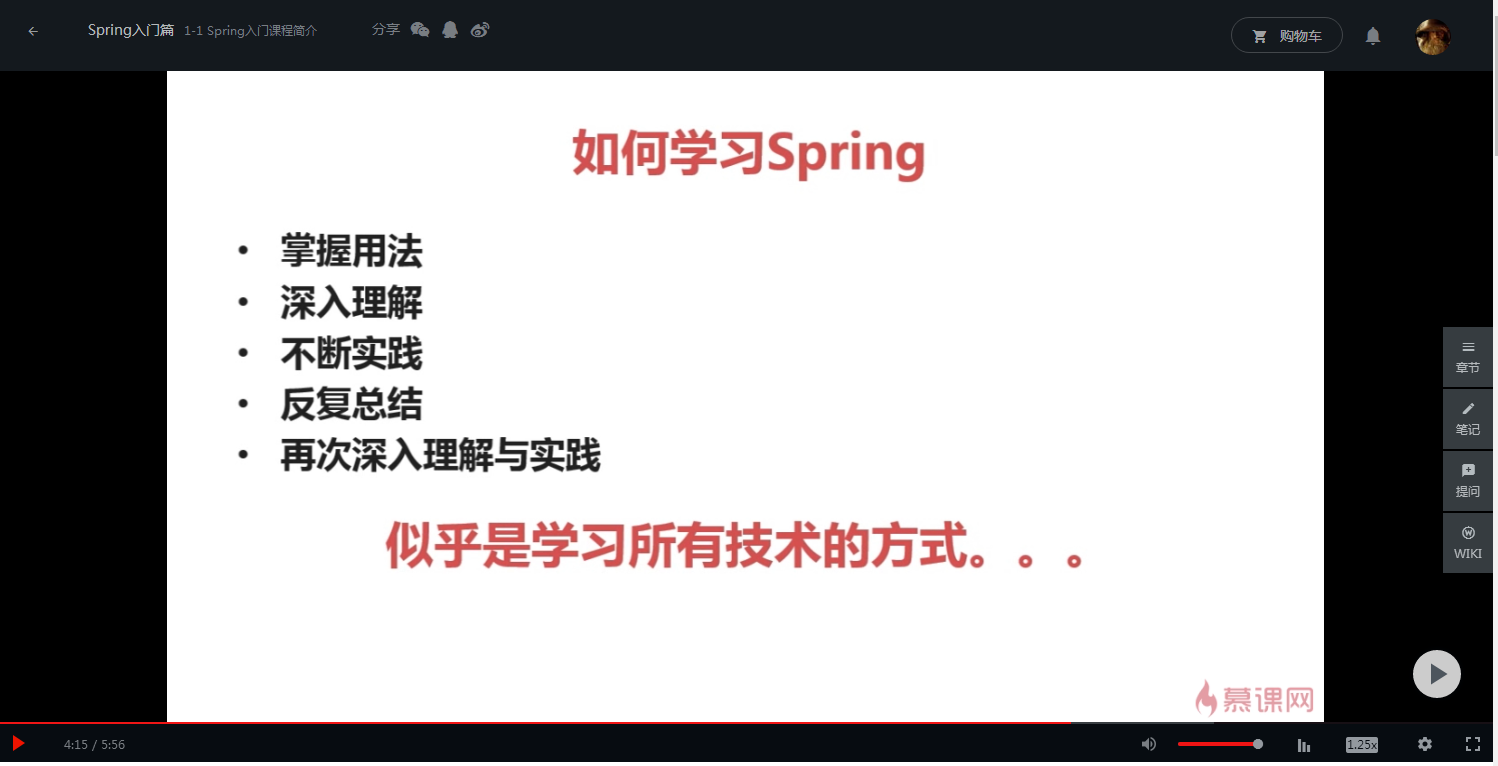 Spring入门篇 1-1 Spring入门课程简介 分享 购物车
如何学习Spring
• 掌握用法
• 深入理解
• 不断实践
• 反复总结
• 再次深入理解与实践
似乎是学习所有技术的方式。。。
章节
笔记
提问
WIKI
慕课网
4:15 / 5:56 1.25x